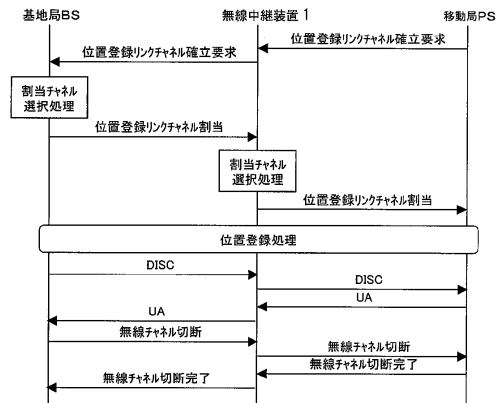 基地局BS
無線中継装置1
移動局PS
位置登録リンクチャネル確立要求
位置登録リンクチャネル確立要求
割当チャネル
選択処理
位置登録リンクチャネル割当
割当チャネル
選択処理
位置登録リンクチャネル割当
位置登録処理
DISC
DISC
UA
UA
無線チャネル切断
無線チャネル切断
無線チャネル切断完了
無線チャネル切断完了